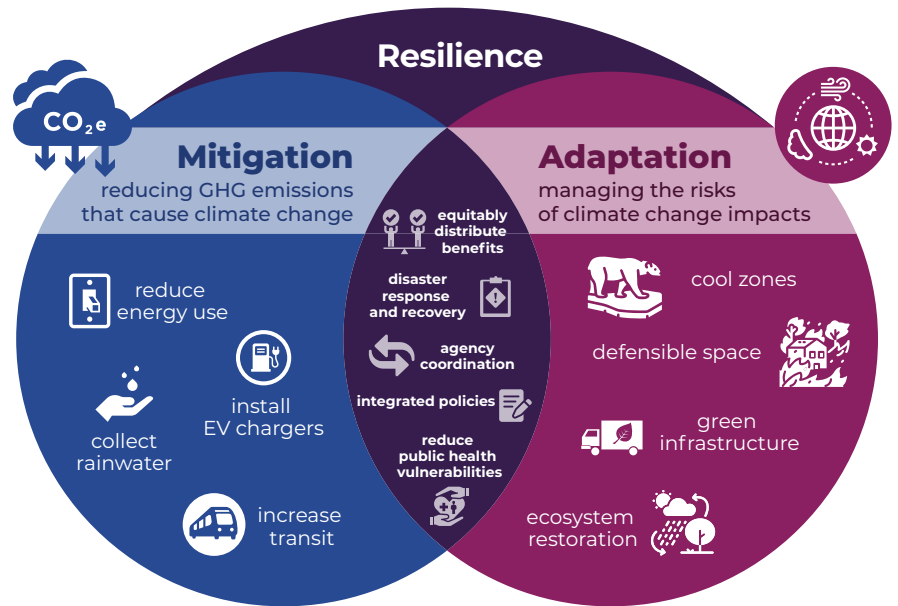 Resilience
CO2e
Mitigation
reducing GHG emissions
that cause climate change
Adaptation
managing the risks
of climate change impacts
equitably
distribute
benefits
disaster
response
and recovery
agency
coordination
integrated policies
reduce
public health
vulnerabilities
reduce
energy use
install
EV chargers
collect
rainwater
increase
transit
cool zones
defensible space
green
infrastructure
ecosystem
restoration